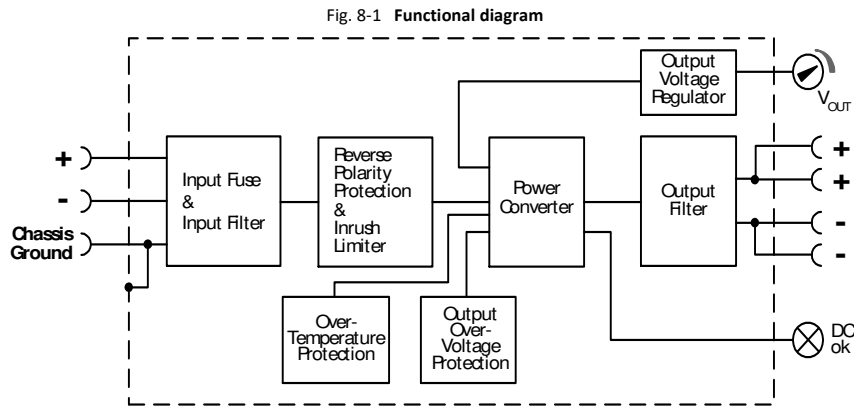 Fig. 8-1 Functional diagram
Output
Voltage
Regulator
V OUT
+
-
Chassis
Ground
Input Fuse
&
Input Filter
Reverse
Polarity
Protection
&
Inrush
Limiter
Power
Converter
Output
Filter
+
+
-
-
Over-
Temperature
Protection
Output
Over-
Voltage
Protection
DC
ok